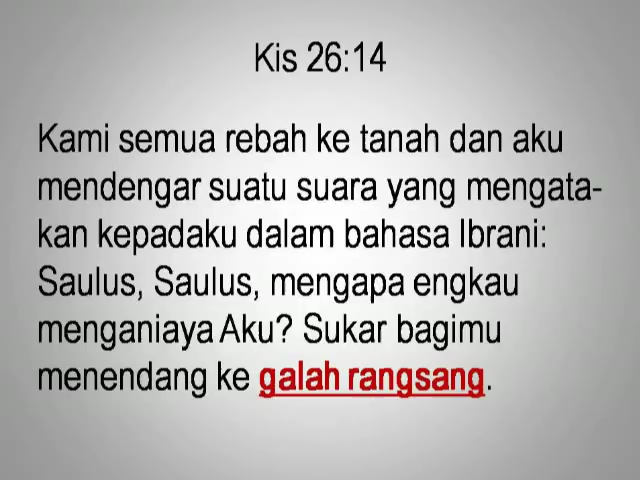 Kis 26:14
Kami semua rebah ke tanah dan aku
mendengar suatu suara yang mengata-
kan kepadaku dalam bahasa Ibrani:
Saulus, Saulus, mengapa engkau
menganiaya Aku? Sukar bagimu
menendang ke galah rangsang.